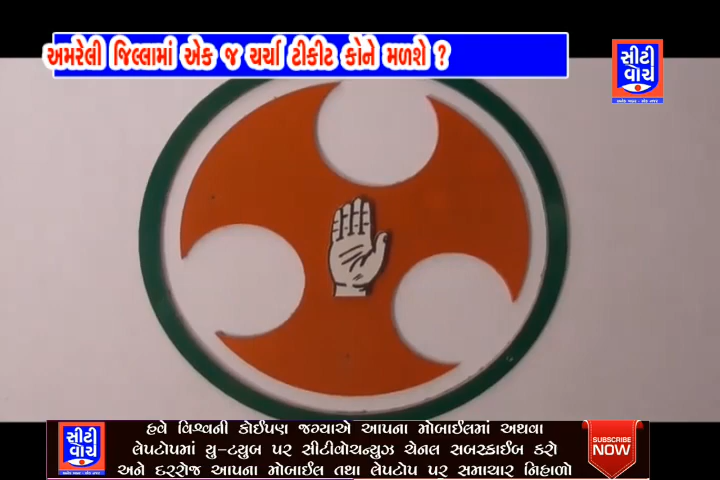 અમરેલી જિલ્લામાં એક જ ચર્ચા ટીકીટ કોને મળશે ?
સીટી
વૉચ
હવે વિશ્વની કોઈપણ જગ્યાએ આપના મોબાઈલમાં અથવા
લેપટોપમાં યુ-ટયુબ પર સીટીવોચન્યુઝ ચેનલ સબસ્ક્રાઈબ કરો
અને દરરોજ આપના મોબાઈલ તથા લેપટોપ પર સમાચાર નિહાળો
સીટી
વૉચ
SUBSCRIBE
NOW